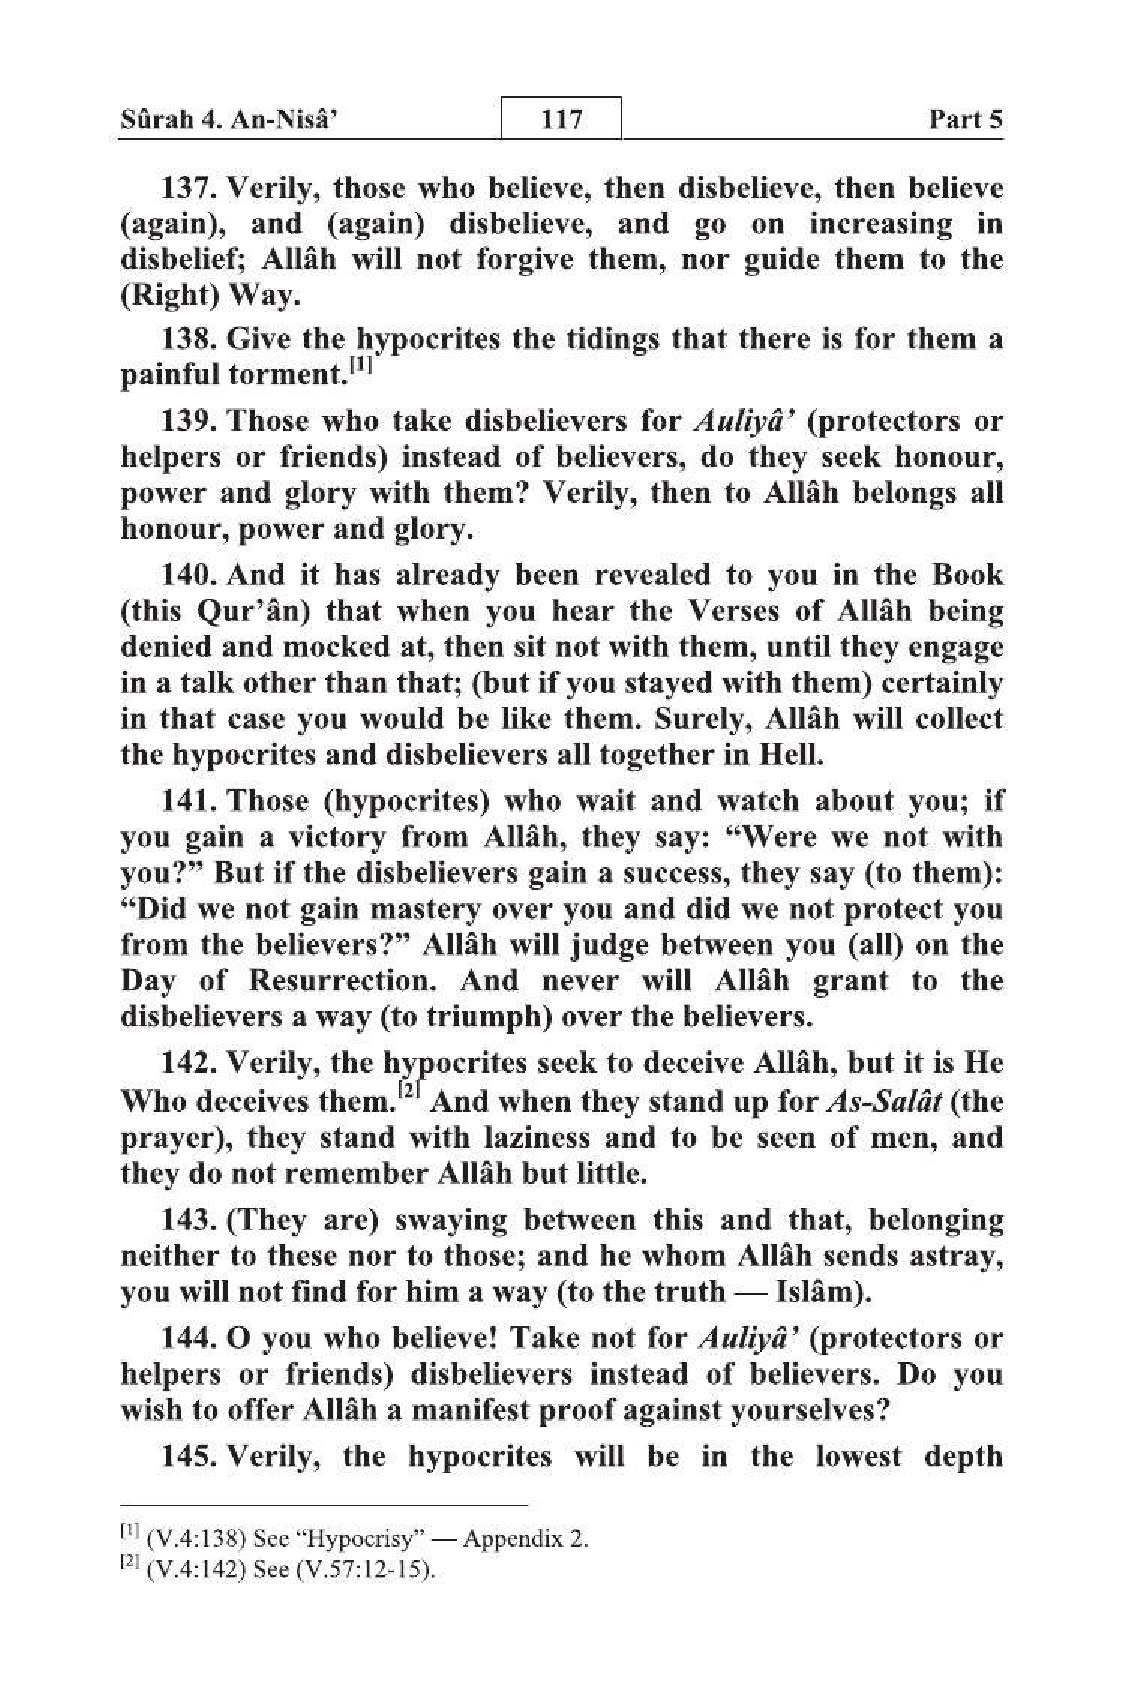 Sûrah 4. An-Nisâ’ 117 Part 5
137. Verily, those who believe, then disbelieve, then believe
(again), and (again) disbelieve, and go on increasing in
disbelief; Allâh will not forgive them, nor guide them to the
(Right) Way.
138. Give the hypocrites the tidings that there is for them a
painful torment.[1]
139. Those who take disbelievers for Auliyâ’ (protectors or
helpers or friends) instead of believers, do they seek honour,
power and glory with them? Verily, then to Allâh belongs all
honour, power and glory.
140. And it has already been revealed to you in the Book
(this Qur’ân) that when you hear the Verses of Allâh being
denied and mocked at, then sit not with them, until they engage
in a talk other than that; (but if you stayed with them) certainly
in that case you would be like them. Surely, Allâh will collect
the hypocrites and disbelievers all together in Hell.
141. Those (hypocrites) who wait and watch about you; if
you gain a victory from Allâh, they say: “Were we not with
you?” But if the disbelievers gain a success, they say (to them):
“Did we not gain mastery over you and did we not protect you
from the believers?” Allâh will judge between you (all) on the
Day of Resurrection. And never will Allâh grant to the
disbelievers a way (to triumph) over the believers.
142. Verily, the hypocrites seek to deceive Allâh, but it is He
Who deceives them.[2] And when they stand up for As-Salât (the
prayer), they stand with laziness and to be seen of men, and
they do not remember Allâh but little.
143. (They are) swaying between this and that, belonging
neither to these nor to those; and he whom Allâh sends astray,
you will not find for him a way (to the truth — Islâm).
144. O you who believe! Take not for Auliyâ’ (protectors or
helpers or friends) disbelievers instead of believers. Do you
wish to offer Allâh a manifest proof against yourselves?
145. Verily, the hypocrites will be in the lowest depth
[1] (V.4:138) See “Hypocrisy” — Appendix 2.
[2] (V.4:142) See (V.57:12-15).